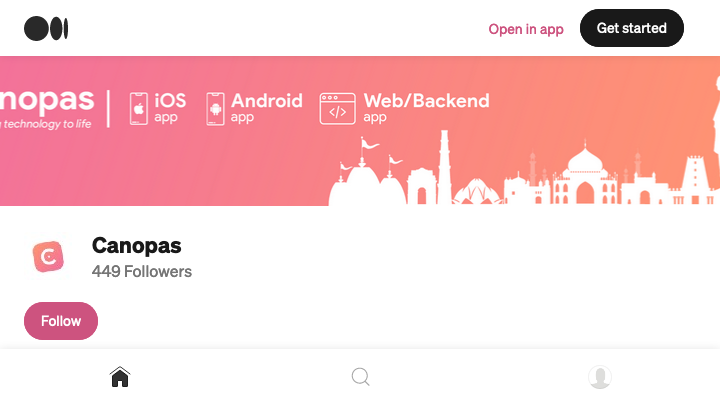 Open in app
Get started
nopas
technology to life
iOS
app
Android
app
Web/Backend
app
Canopas
449 Followers
Follow